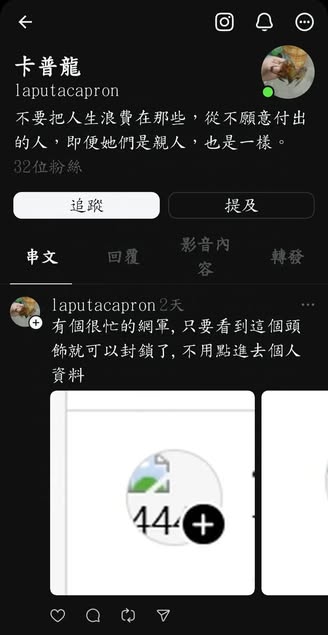 卡普龍
laputacapron
不要把人生浪費在那些，從不願意付出
的人，即便她們是親人，也是一樣。
32位粉絲
追蹤
提及
串文
回覆
影音內
容
轉發
laputacapron 2天
有個很忙的網軍, 只要看到這個頭
飾就可以封鎖了, 不用點進去個人
資料
444